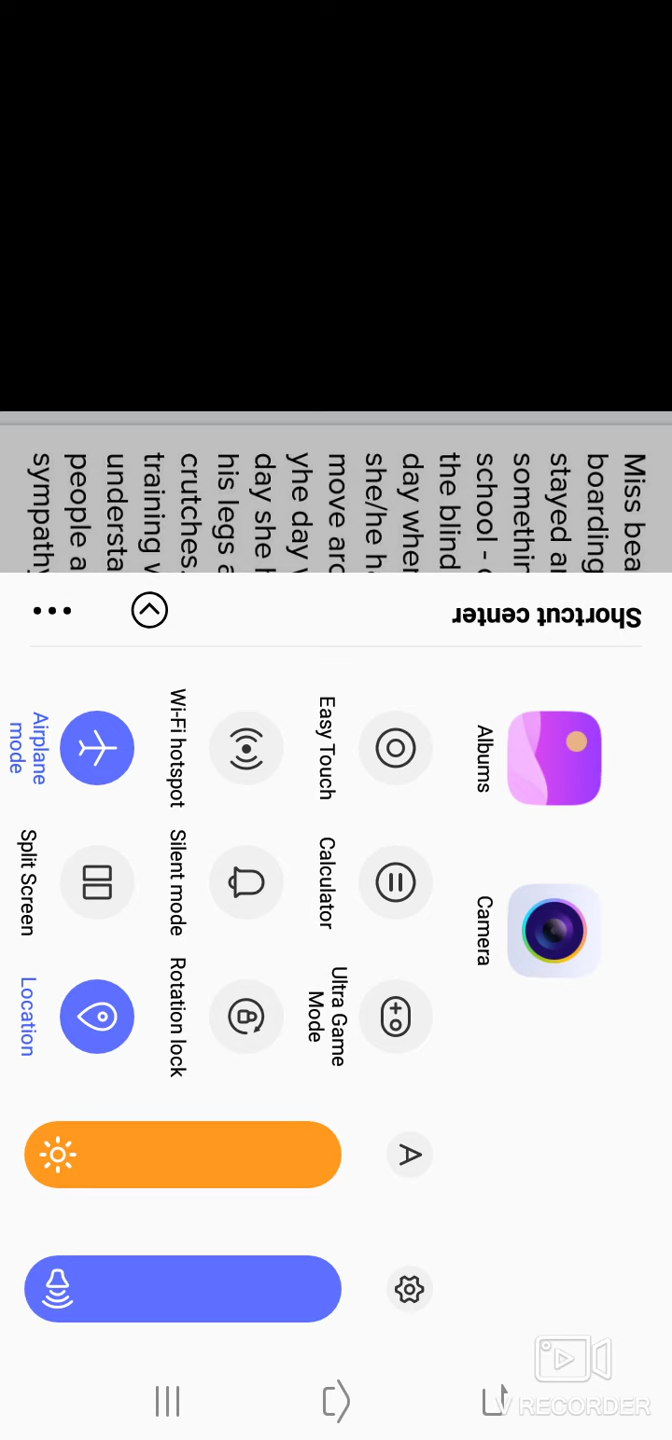 Miss bea
boarding
stayed ar
somethin
school -
the blind
day wher
she/he h
move arc
yhe day
day she
his legs a
crutches.
training
understa
people a
sympathy
Shortcut center
Albums
Camera
Easy Touch
Calculator
Ultra Game
Mode
Wi-Fi hotspot
Silent mode
Rotation lock
Airplane
mode
Split Screen
Location
A
V RECORDER